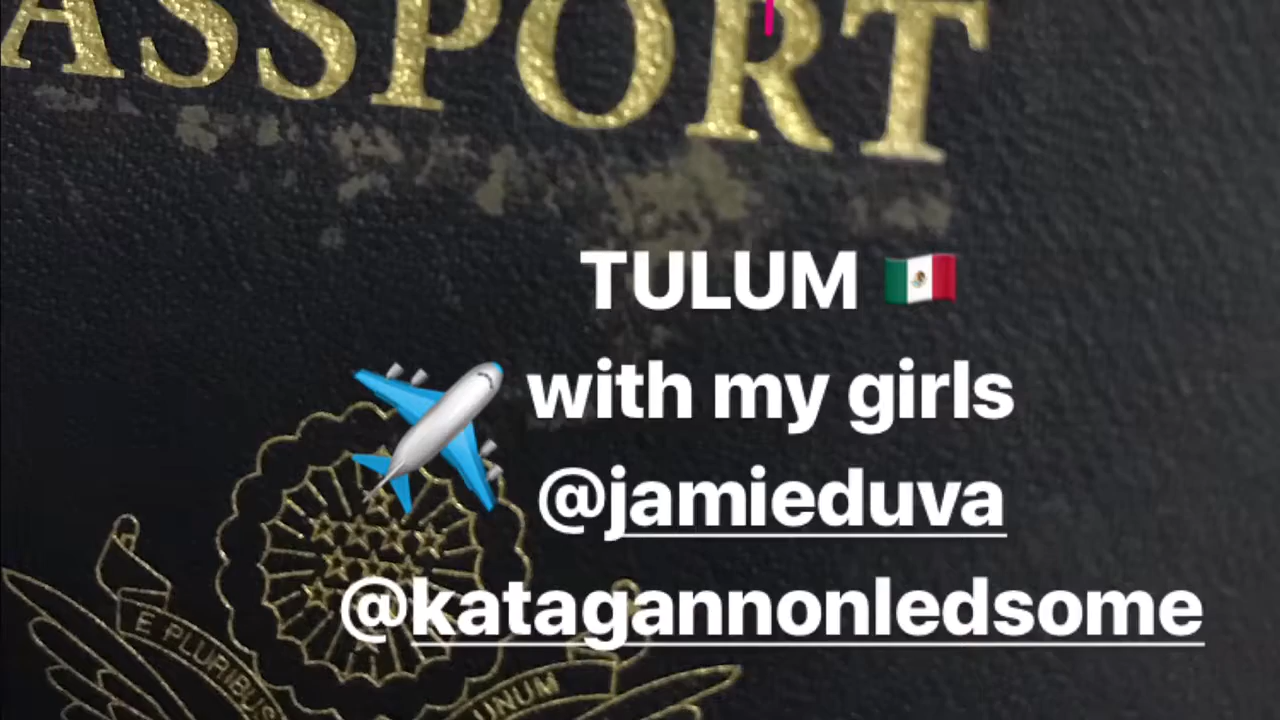 ASSPORT
TULUM 🇲🇽
with my girls
@jamieduva
@katagannonledsome
E PLURIBUS UNUM